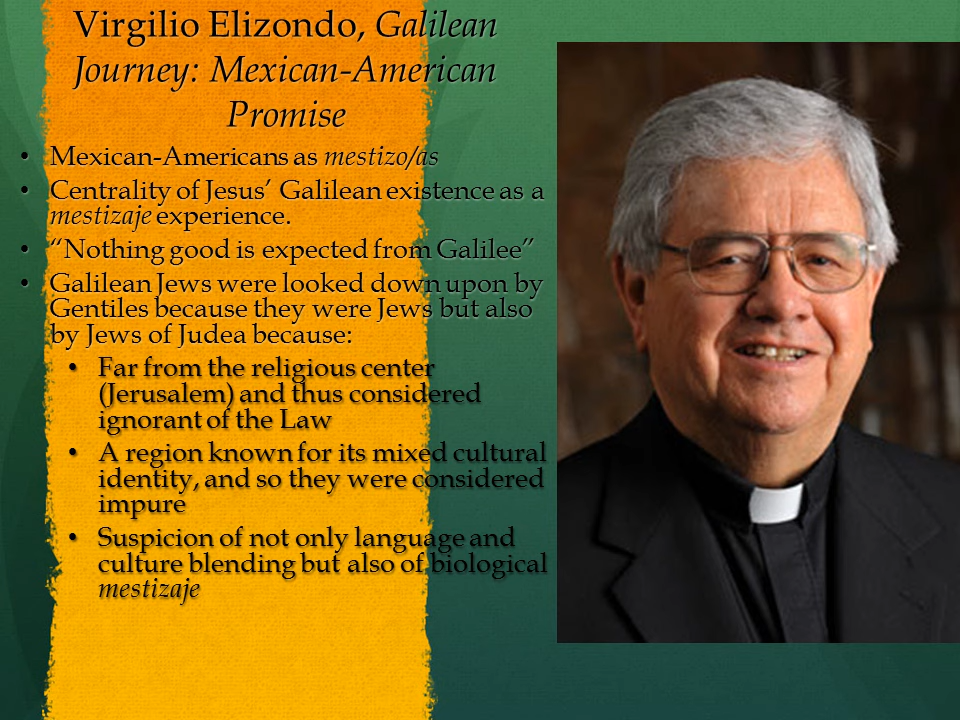 Virgilio Elizondo, Galilean
Journey: Mexican-American
Promise
• Mexican-Americans as mestizo/as
• Centrality of Jesus’ Galilean existence as a
mestizaje experience.
• “Nothing good is expected from Galilee”
• Galilean Jews were looked down upon by
Gentiles because they were Jews but also
by Jews of Judea because:
• Far from the religious center
(Jerusalem) and thus considered
ignorant of the Law
• A region known for its mixed cultural
identity, and so they were considered
impure
• Suspicion of not only language and
culture blending but also of biological
mestizaje